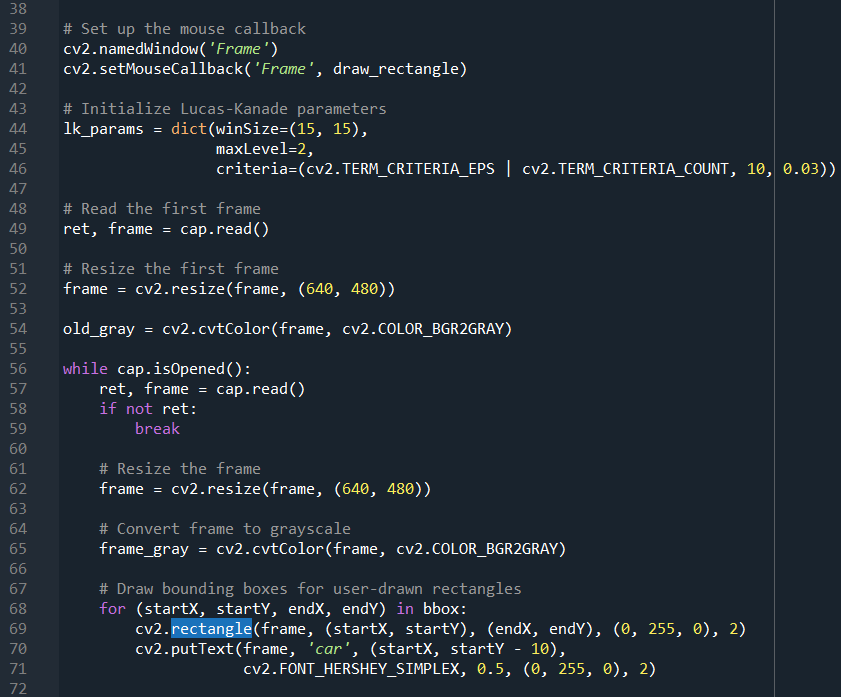 38
39 # Set up the mouse callback
40 cv2.namedWindow('Frame')
41 cv2.setMouseCallback('Frame', draw_rectangle)
42
43 # Initialize Lucas-Kanade parameters
44 lk_params = dict(winSize=(15, 15),
45                  maxLevel=2,
46                  criteria=(cv2.TERM_CRITERIA_EPS | cv2.TERM_CRITERIA_COUNT, 10, 0.03))
47
48 # Read the first frame
49 ret, frame = cap.read()
50
51 # Resize the first frame
52 frame = cv2.resize(frame, (640, 480))
53
54 old_gray = cv2.cvtColor(frame, cv2.COLOR_BGR2GRAY)
55
56 while cap.isOpened():
57     ret, frame = cap.read()
58     if not ret:
59         break
60
61     # Resize the frame
62     frame = cv2.resize(frame, (640, 480))
63
64     # Convert frame to grayscale
65     frame_gray = cv2.cvtColor(frame, cv2.COLOR_BGR2GRAY)
66
67     # Draw bounding boxes for user-drawn rectangles
68     for (startX, startY, endX, endY) in bbox:
69         cv2.rectangle(frame, (startX, startY), (endX, endY), (0, 255, 0), 2)
70         cv2.putText(frame, 'car', (startX, startY - 10),
71                     cv2.FONT_HERSHEY_SIMPLEX, 0.5, (0, 255, 0), 2)
72